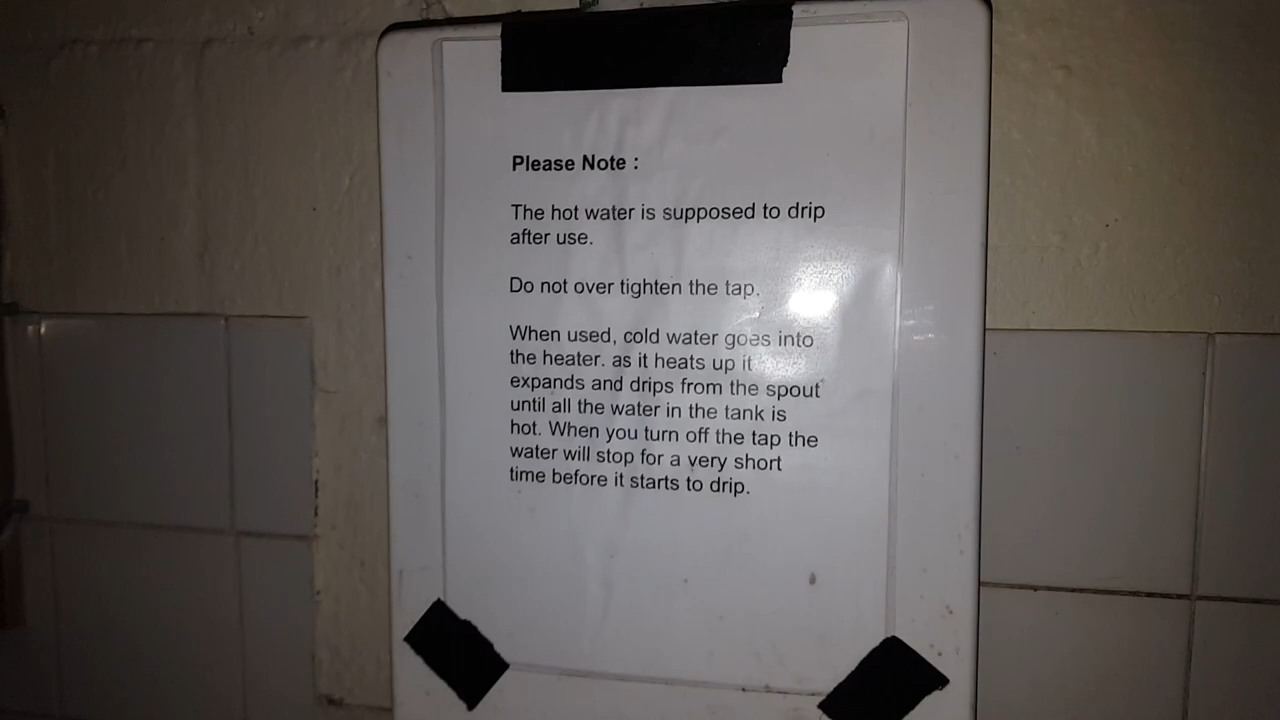 Please Note :
The hot water is supposed to drip
after use.
Do not over tighten the tap.
When used, cold water goes into
the heater. as it heats up it
expands and drips from the spout
until all the water in the tank is
hot. When you turn off the tap the
water will stop for a very short
time before it starts to drip.